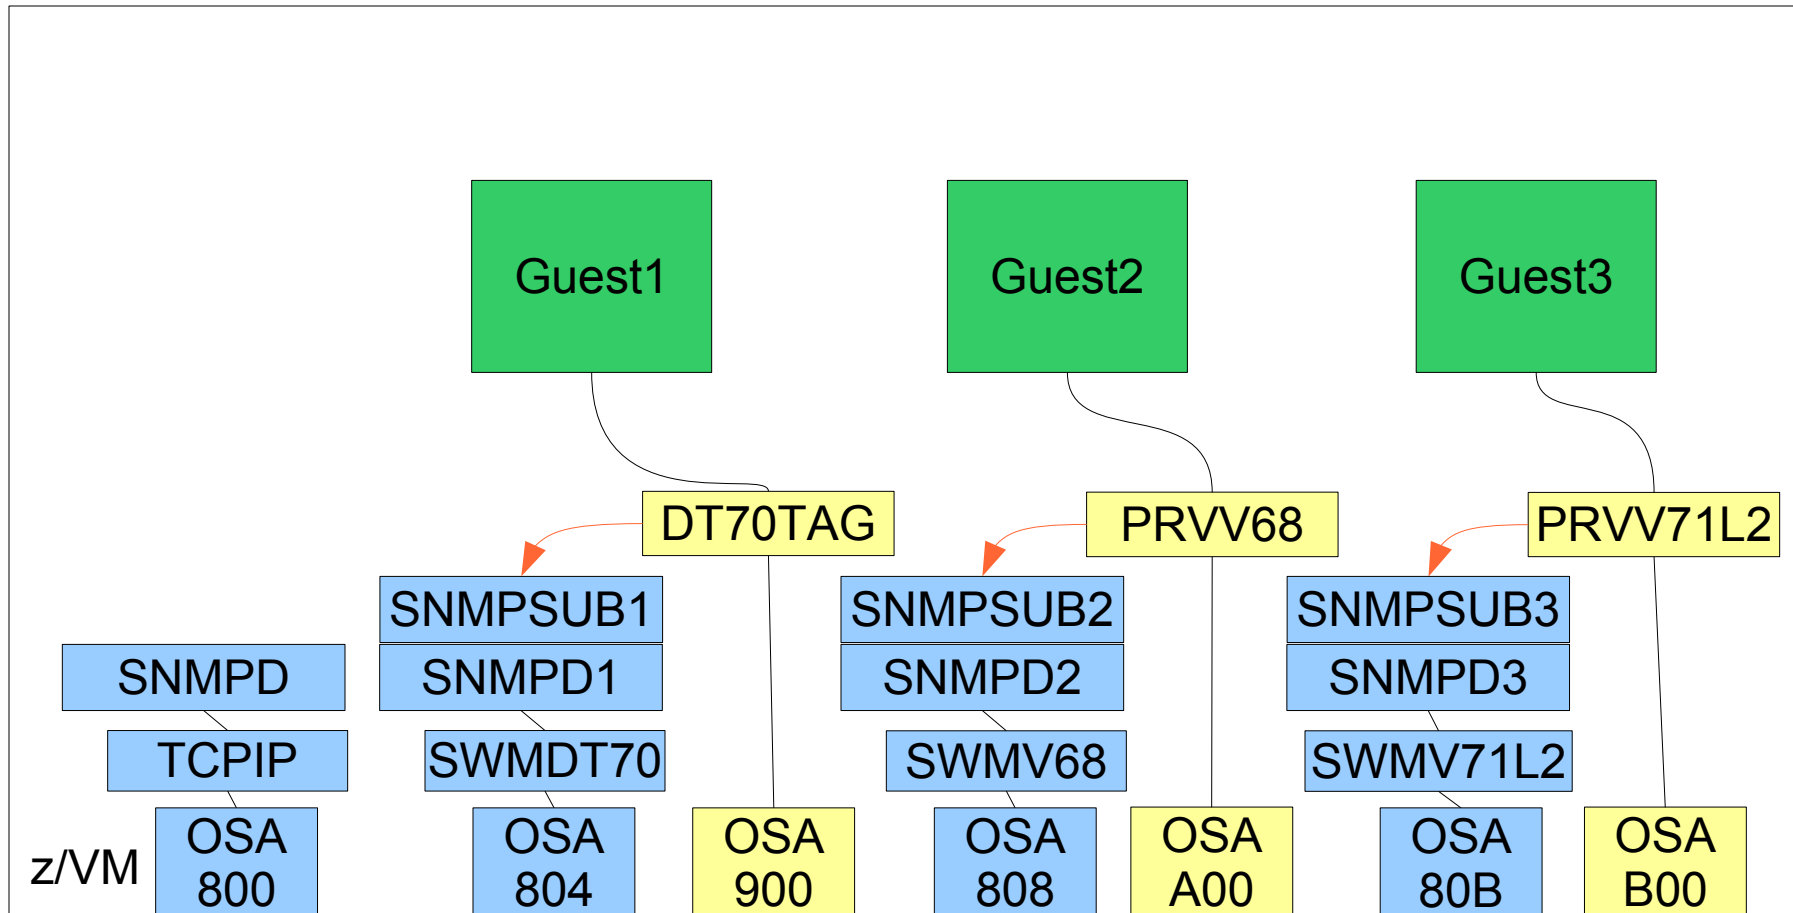 Guest1
Guest2
Guest3
DT70TAG
PRVV68
PRVV71L2
SNMPSUB1
SNMPSUB2
SNMPSUB3
SNMPD
SNMPD1
SNMPD2
SNMPD3
TCPIP
SWMDT70
SWMV68
SWMV71L2
z/VM
OSA
800
OSA
804
OSA
900
OSA
808
OSA
A00
OSA
80B
OSA
B00